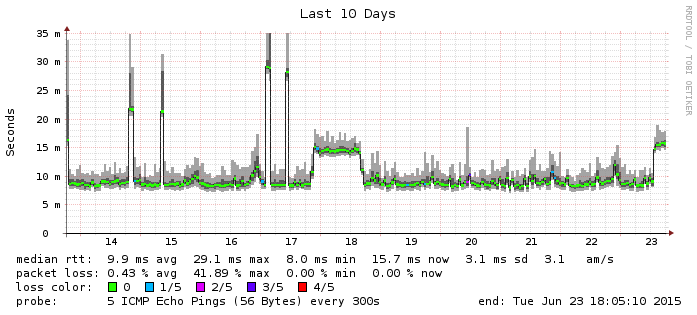 Last 10 Days
RRDTOOL / TOBI OETIKER
Seconds
35 m
30 m
25 m
20 m
15 m
10 m
5 m
0
14 15 16 17 18 19 20 21 22 23
median rtt: 9.9 ms avg 29.1 ms max 8.0 ms min 15.7 ms now 3.1 ms sd 3.1 am/s
packet loss: 0.43 % avg 41.89 % max 0.00 % min 0.00 % now
loss color: 0 1/5 2/5 3/5 4/5
probe: 5 ICMP Echo Pings (56 Bytes) every 300s end: Tue Jun 23 18:05:10 2015